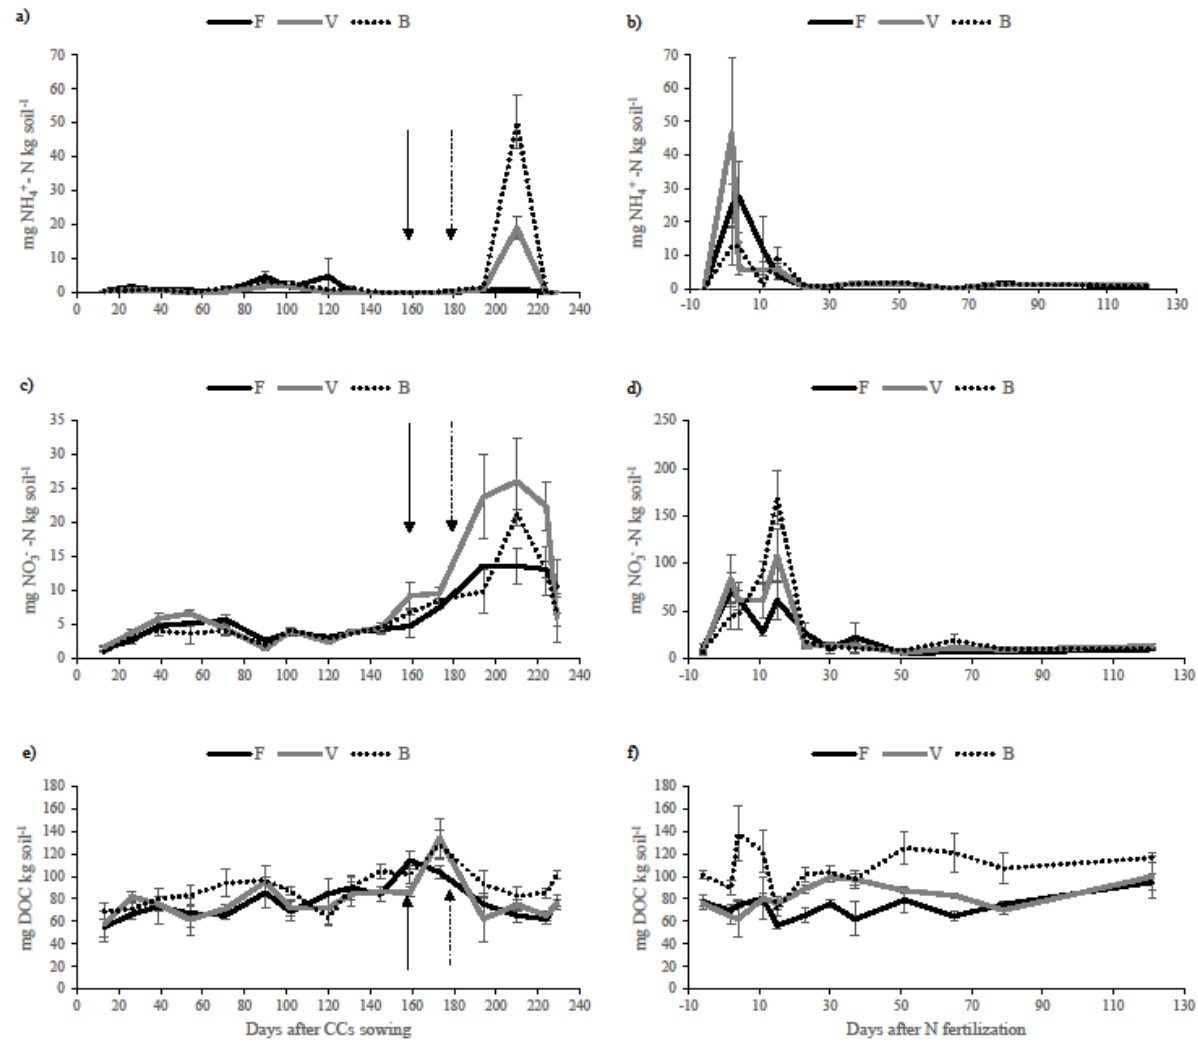 a) F V B
b) F V B
mg NH₄⁺- N kg soil⁻¹
70
60
50
40
30
20
10
0
0 20 40 60 80 100 120 140 160 180 200 220 240
mg NH₄⁺ -N kg soil⁻¹
70
60
50
40
30
20
10
0
-10 10 30 50 70 90 110 130
c) F V B
d) F V B
mg NO₃⁻ -N kg soil⁻¹
35
30
25
20
15
10
5
0
0 20 40 60 80 100 120 140 160 180 200 220 240
mg NO₃⁻ -N kg soil⁻¹
250
200
150
100
50
0
-10 10 30 50 70 90 110 130
e) F V B
f) F V B
mg DOC kg soil⁻¹
180
160
140
120
100
80
60
40
20
0
0 20 40 60 80 100 120 140 160 180 200 220 240
Days after CCs sowing
mg DOC kg soil⁻¹
180
160
140
120
100
80
60
40
20
0
-10 10 30 50 70 90 110 130
Days after N fertilization